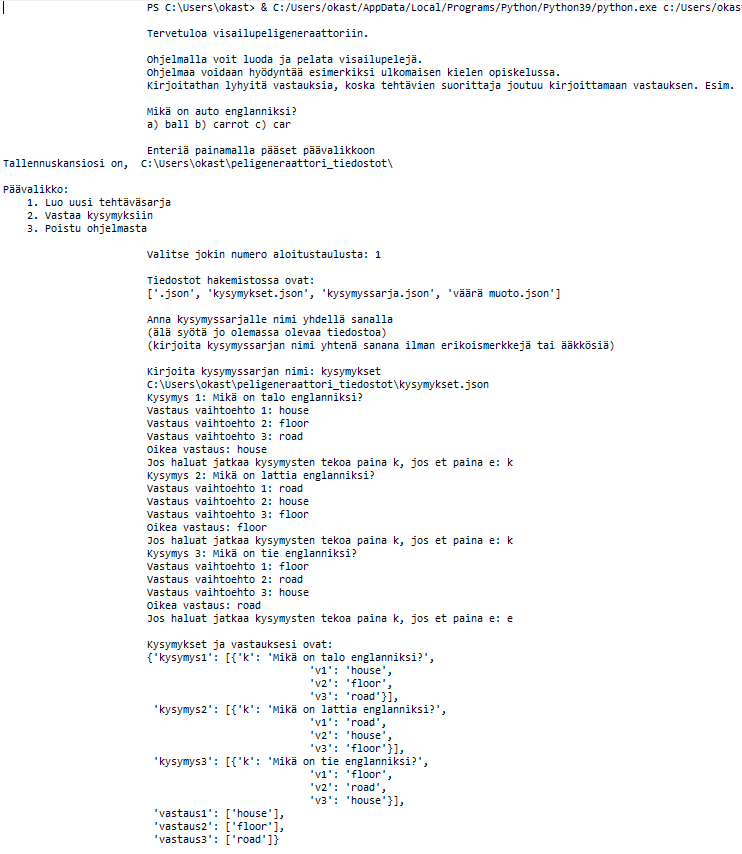 PS C:\Users\okast> & C:/Users/okast/AppData/Local/Programs/Python/Python39/python.exe c:/Users/okast
Tervetuloa visailupeligeneraattoriin.
Ohjelmalla voit luoda ja pelata visailupelejä.
Ohjelmaa voidaan hyödyntää esimerkiksi ulkomaisen kielen opiskelussa.
Kirjoitathan lyhyitä vastauksia, koska tehtävien suorittaja joutuu kirjoittamaan vastauksen. Esim.
Mikä on auto englanniksi?
a) ball b) carrot c) car
Enteriä painamalla pääset päävalikkoon
Tallennuskansiosi on,  C:\Users\okast\peligeneraattori_tiedostot\
Päävalikko:
1. Luo uusi tehtäväsarja
2. Vastaa kysymyksiin
3. Poistu ohjelmasta
Valitse jokin numero aloitustaulusta: 1
Tiedostot hakemistossa ovat:
['.json', 'kysymykset.json', 'kysymyssarja.json', 'väärä muoto.json']
Anna kysymyssarjalle nimi yhdellä sanalla
(älä syötä jo olemassa olevaa tiedostoa)
(kirjoita kysymyssarjan nimi yhtenä sanana ilman erikoismerkkejä tai ääkkösiä)
Kirjoita kysymyssarjan nimi: kysymykset
C:\Users\okast\peligeneraattori_tiedostot\kysymykset.json
Kysymys 1: Mikä on talo englanniksi?
Vastaus vaihtoehto 1: house
Vastaus vaihtoehto 2: floor
Vastaus vaihtoehto 3: road
Oikea vastaus: house
Jos haluat jatkaa kysymysten tekoa paina k, jos et paina e: k
Kysymys 2: Mikä on lattia englanniksi?
Vastaus vaihtoehto 1: road
Vastaus vaihtoehto 2: house
Vastaus vaihtoehto 3: floor
Oikea vastaus: floor
Jos haluat jatkaa kysymysten tekoa paina k, jos et paina e: k
Kysymys 3: Mikä on tie englanniksi?
Vastaus vaihtoehto 1: floor
Vastaus vaihtoehto 2: road
Vastaus vaihtoehto 3: house
Oikea vastaus: road
Jos haluat jatkaa kysymysten tekoa paina k, jos et paina e: e
Kysymykset ja vastauksesi ovat:
{'kysymys1': [{'k': 'Mikä on talo englanniksi?',
'v1': 'house',
'v2': 'floor',
'v3': 'road'}],
'kysymys2': [{'k': 'Mikä on lattia englanniksi?',
'v1': 'road',
'v2': 'house',
'v3': 'floor'}],
'kysymys3': [{'k': 'Mikä on tie englanniksi?',
'v1': 'floor',
'v2': 'road',
'v3': 'house'}],
'vastaus1': ['house'],
'vastaus2': ['floor'],
'vastaus3': ['road']}